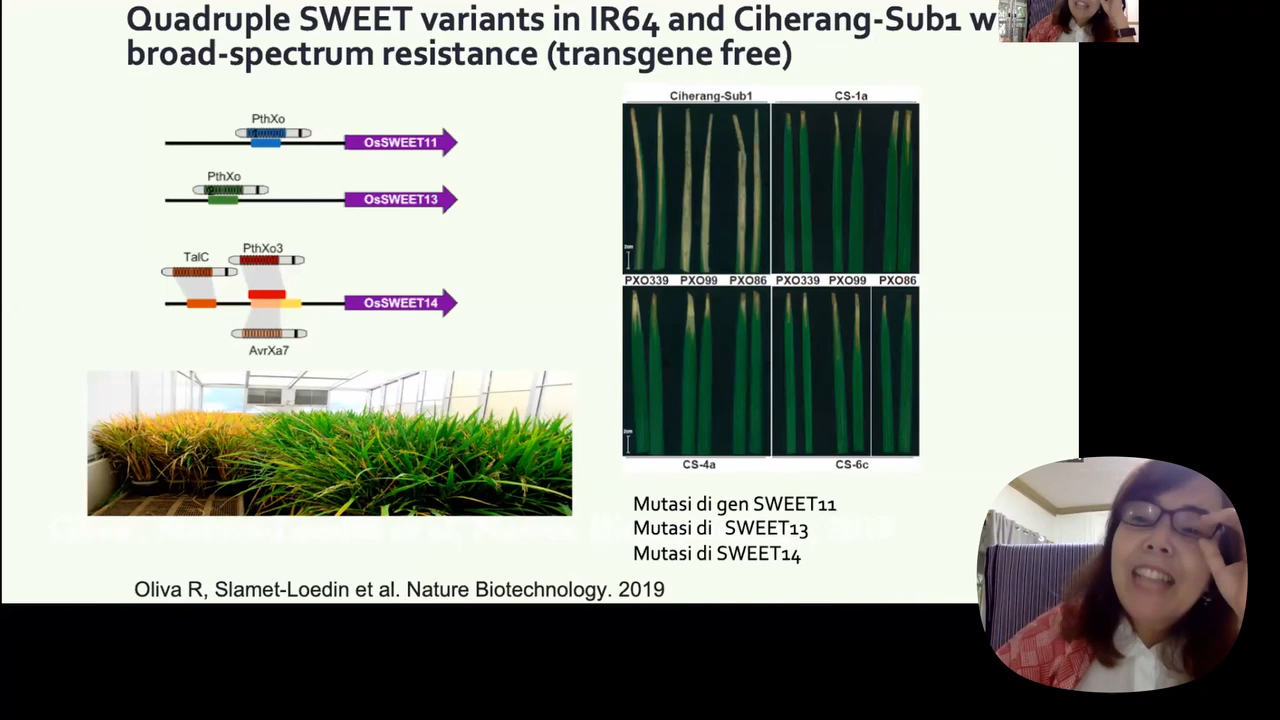 Quadruple SWEET variants in IR64 and Ciherang-Sub1 w
broad-spectrum resistance (transgene free)
PthXo
OsSWEET11
PthXo
OsSWEET13
TalC
PthXo3
OsSWEET14
AvrXa7
Ciherang-Sub1
CS-1a
PXO339 PXO99 PXO86
PXO339 PXO99 PXO86
CS-4a
CS-6c
Mutasi di gen SWEET11
Mutasi di SWEET13
Mutasi di SWEET14
Oliva R, Slamet-Loedin et al. Nature Biotechnology. 2019